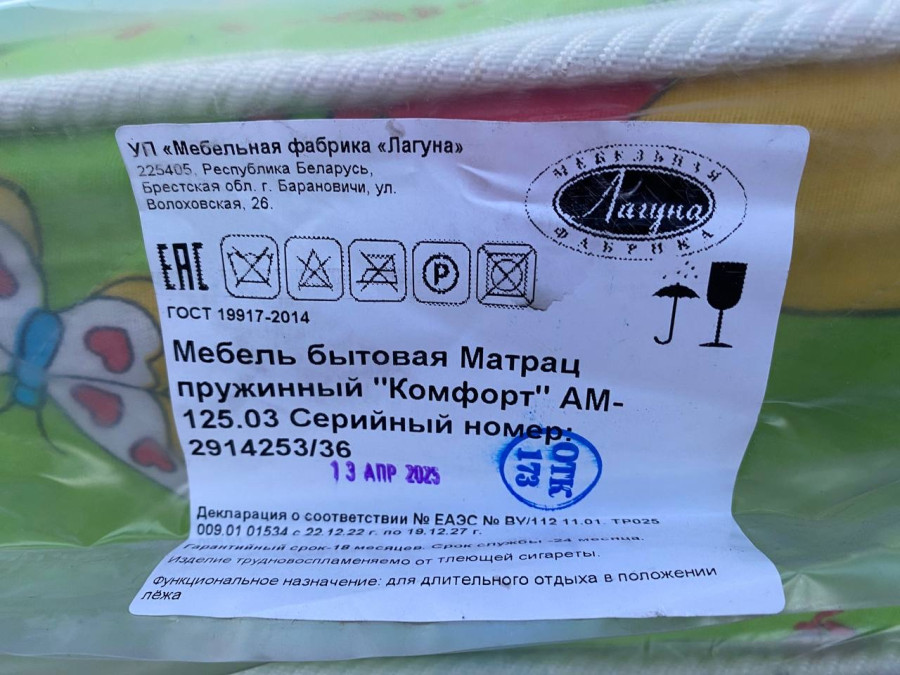 УП «Мебельная фабрика «Лагуна»
225405, Республика Беларусь,
Брестская обл. г. Барановичи, ул.
Волоховская, 26.
МЕБЕЛЬНАЯ
Лагуна
ФАБРИКА
ЕАС
P
ГОСТ 19917-2014
Мебель бытовая Матрац
пружинный "Комфорт" АМ-
125.03 Серийный номер:
2914253/36
13 АПР 2025
ОТК
173
Декларация о соответствии № ЕАЭС № BY/112 11.01. ТР025
009.01 01534 с 22.12.22 г. по 19.12.27 г.
Гарантийный срок-18 месяцев. Срок службы -24 месяца.
Изделие трудновоспламеняемо от тлеющей сигареты.
Функциональное назначение: для длительного отдыха в положении
лёжа